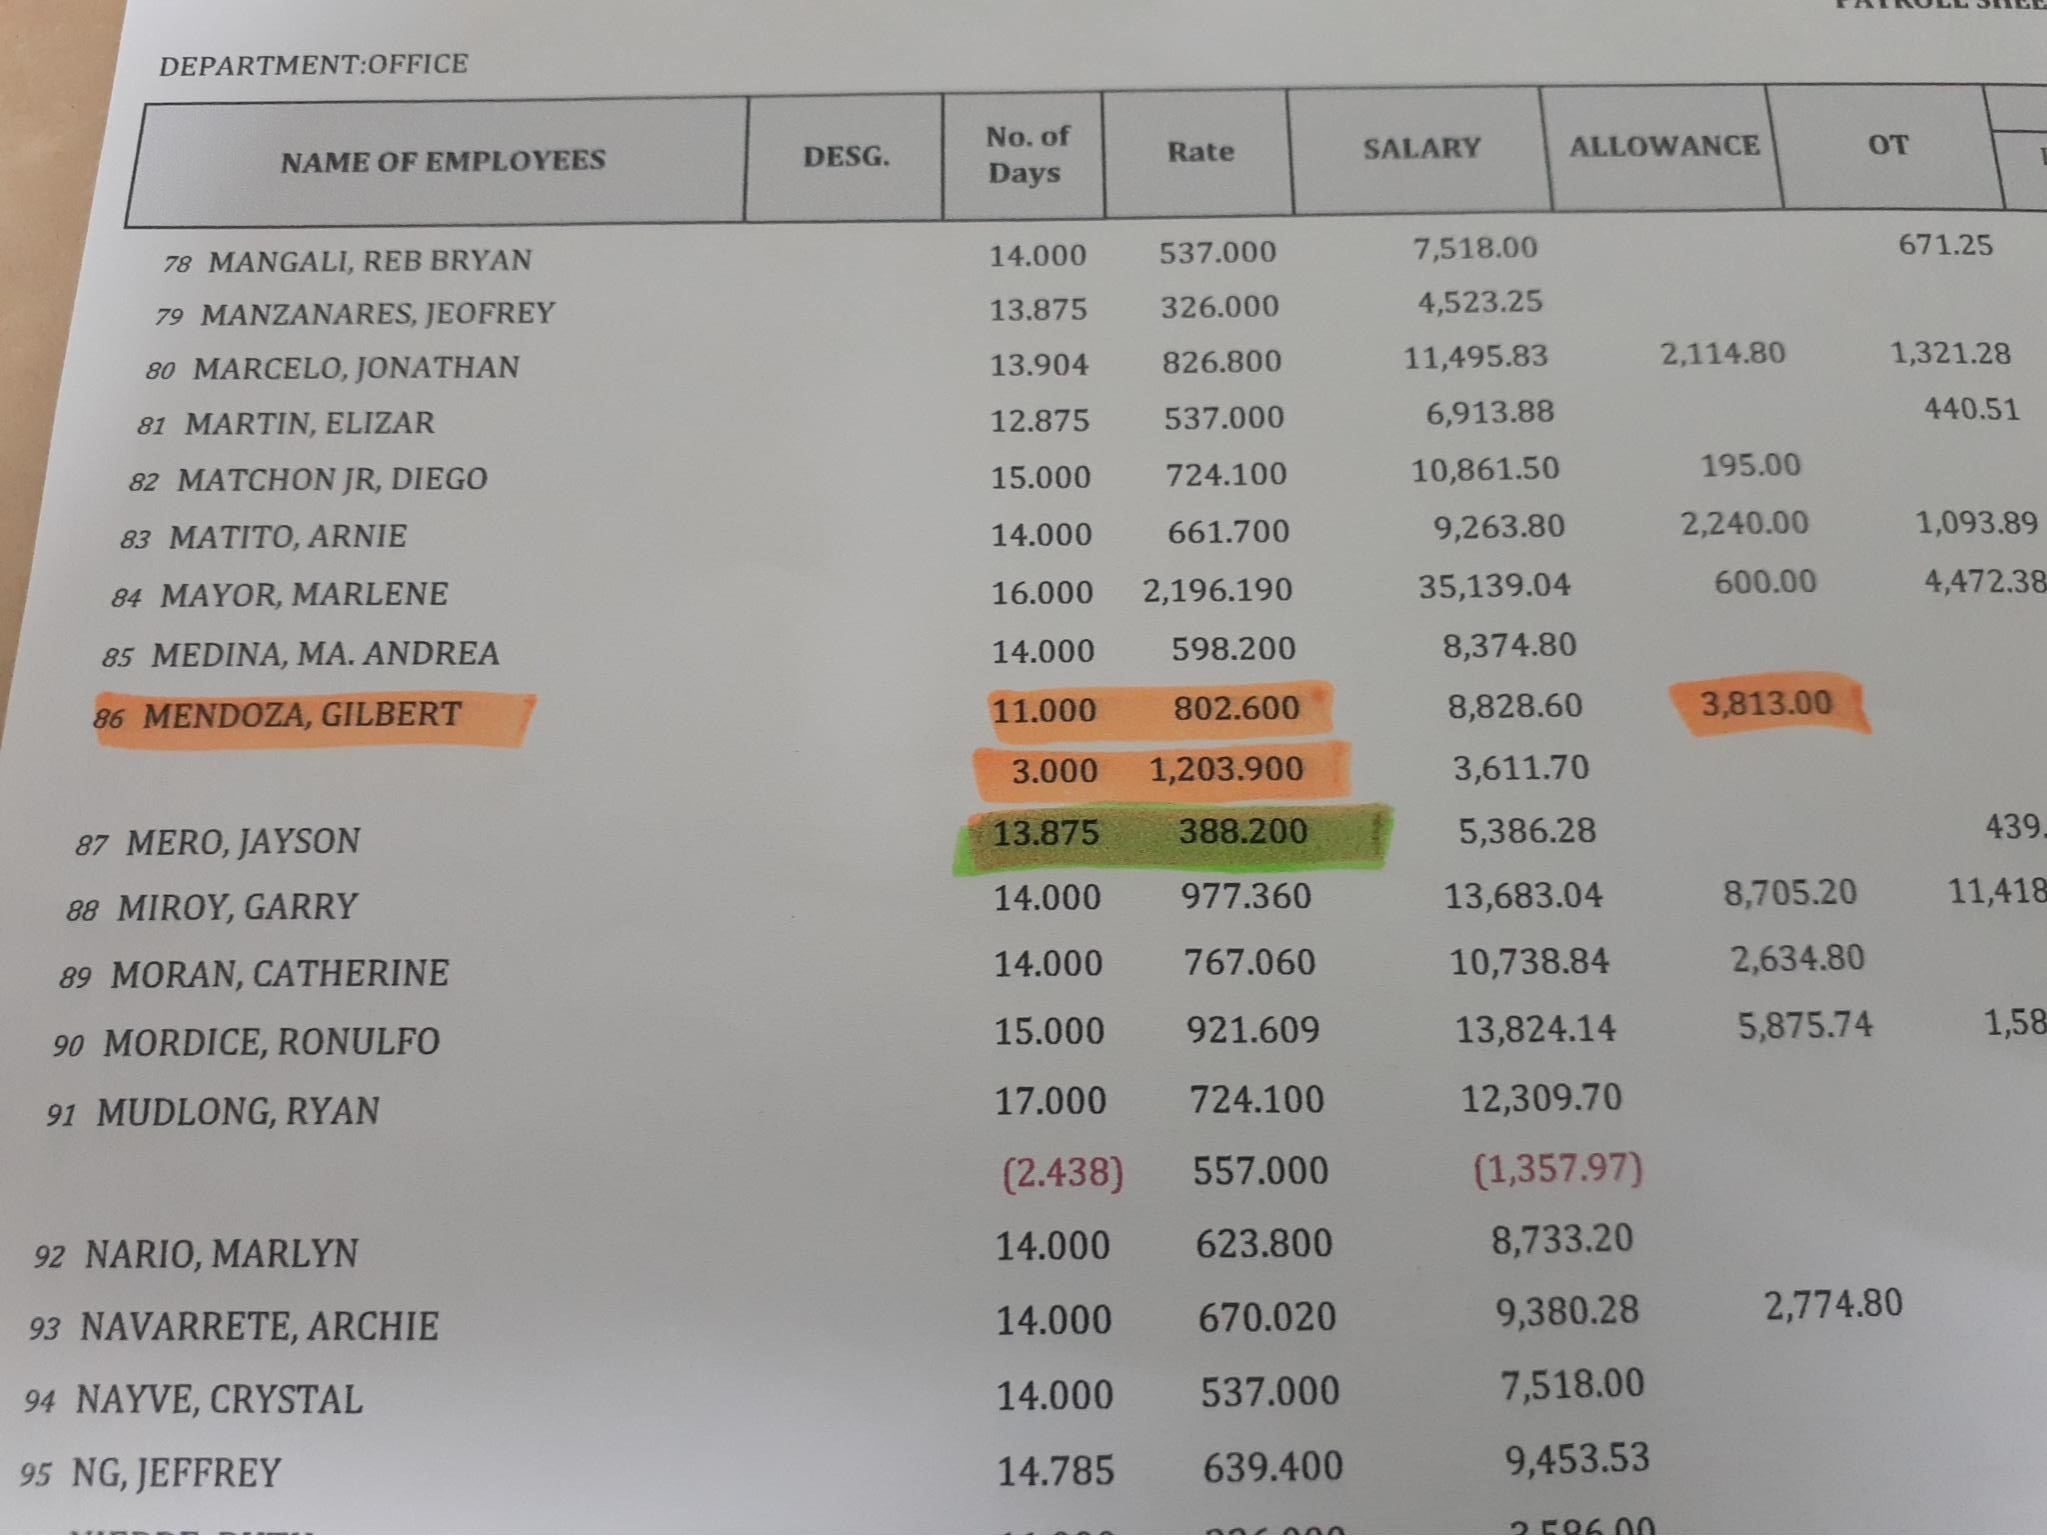 PAYROLL
DEPARTMENT:OFFICE
NAME OF EMPLOYEES DESG. No. of Days Rate SALARY ALLOWANCE OT
78 MANGALI, REB BRYAN 14.000 537.000 7,518.00 671.25
79 MANZANARES, JEOFREY 13.875 326.000 4,523.25
80 MARCELO, JONATHAN 13.904 826.800 11,495.83 2,114.80 1,321.28
81 MARTIN, ELIZAR 12.875 537.000 6,913.88 440.51
82 MATCHON JR, DIEGO 15.000 724.100 10,861.50 195.00
83 MATITO, ARNIE 14.000 661.700 9,263.80 2,240.00 1,093.89
84 MAYOR, MARLENE 16.000 2,196.190 35,139.04 600.00 4,472.38
85 MEDINA, MA. ANDREA 14.000 598.200 8,374.80
86 MENDOZA, GILBERT 11.000 802.600 8,828.60 3,813.00
3.000 1,203.900 3,611.70
87 MERO, JAYSON 13.875 388.200 5,386.28 439.
88 MIROY, GARRY 14.000 977.360 13,683.04 8,705.20 11,418
89 MORAN, CATHERINE 14.000 767.060 10,738.84 2,634.80
90 MORDICE, RONULFO 15.000 921.609 13,824.14 5,875.74 1,58
91 MUDLONG, RYAN 17.000 724.100 12,309.70
(2.438) 557.000 (1,357.97)
92 NARIO, MARLYN 14.000 623.800 8,733.20
93 NAVARRETE, ARCHIE 14.000 670.020 9,380.28 2,774.80
94 NAYVE, CRYSTAL 14.000 537.000 7,518.00
95 NG, JEFFREY 14.785 639.400 9,453.53